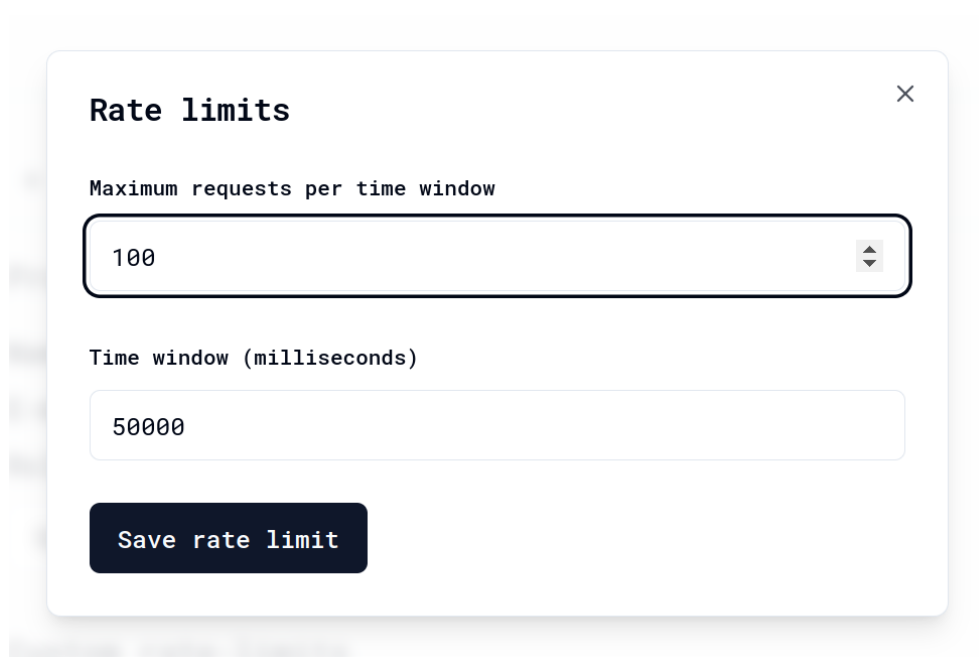 Rate limits
Maximum requests per time window
100
Time window (milliseconds)
50000
Save rate limit